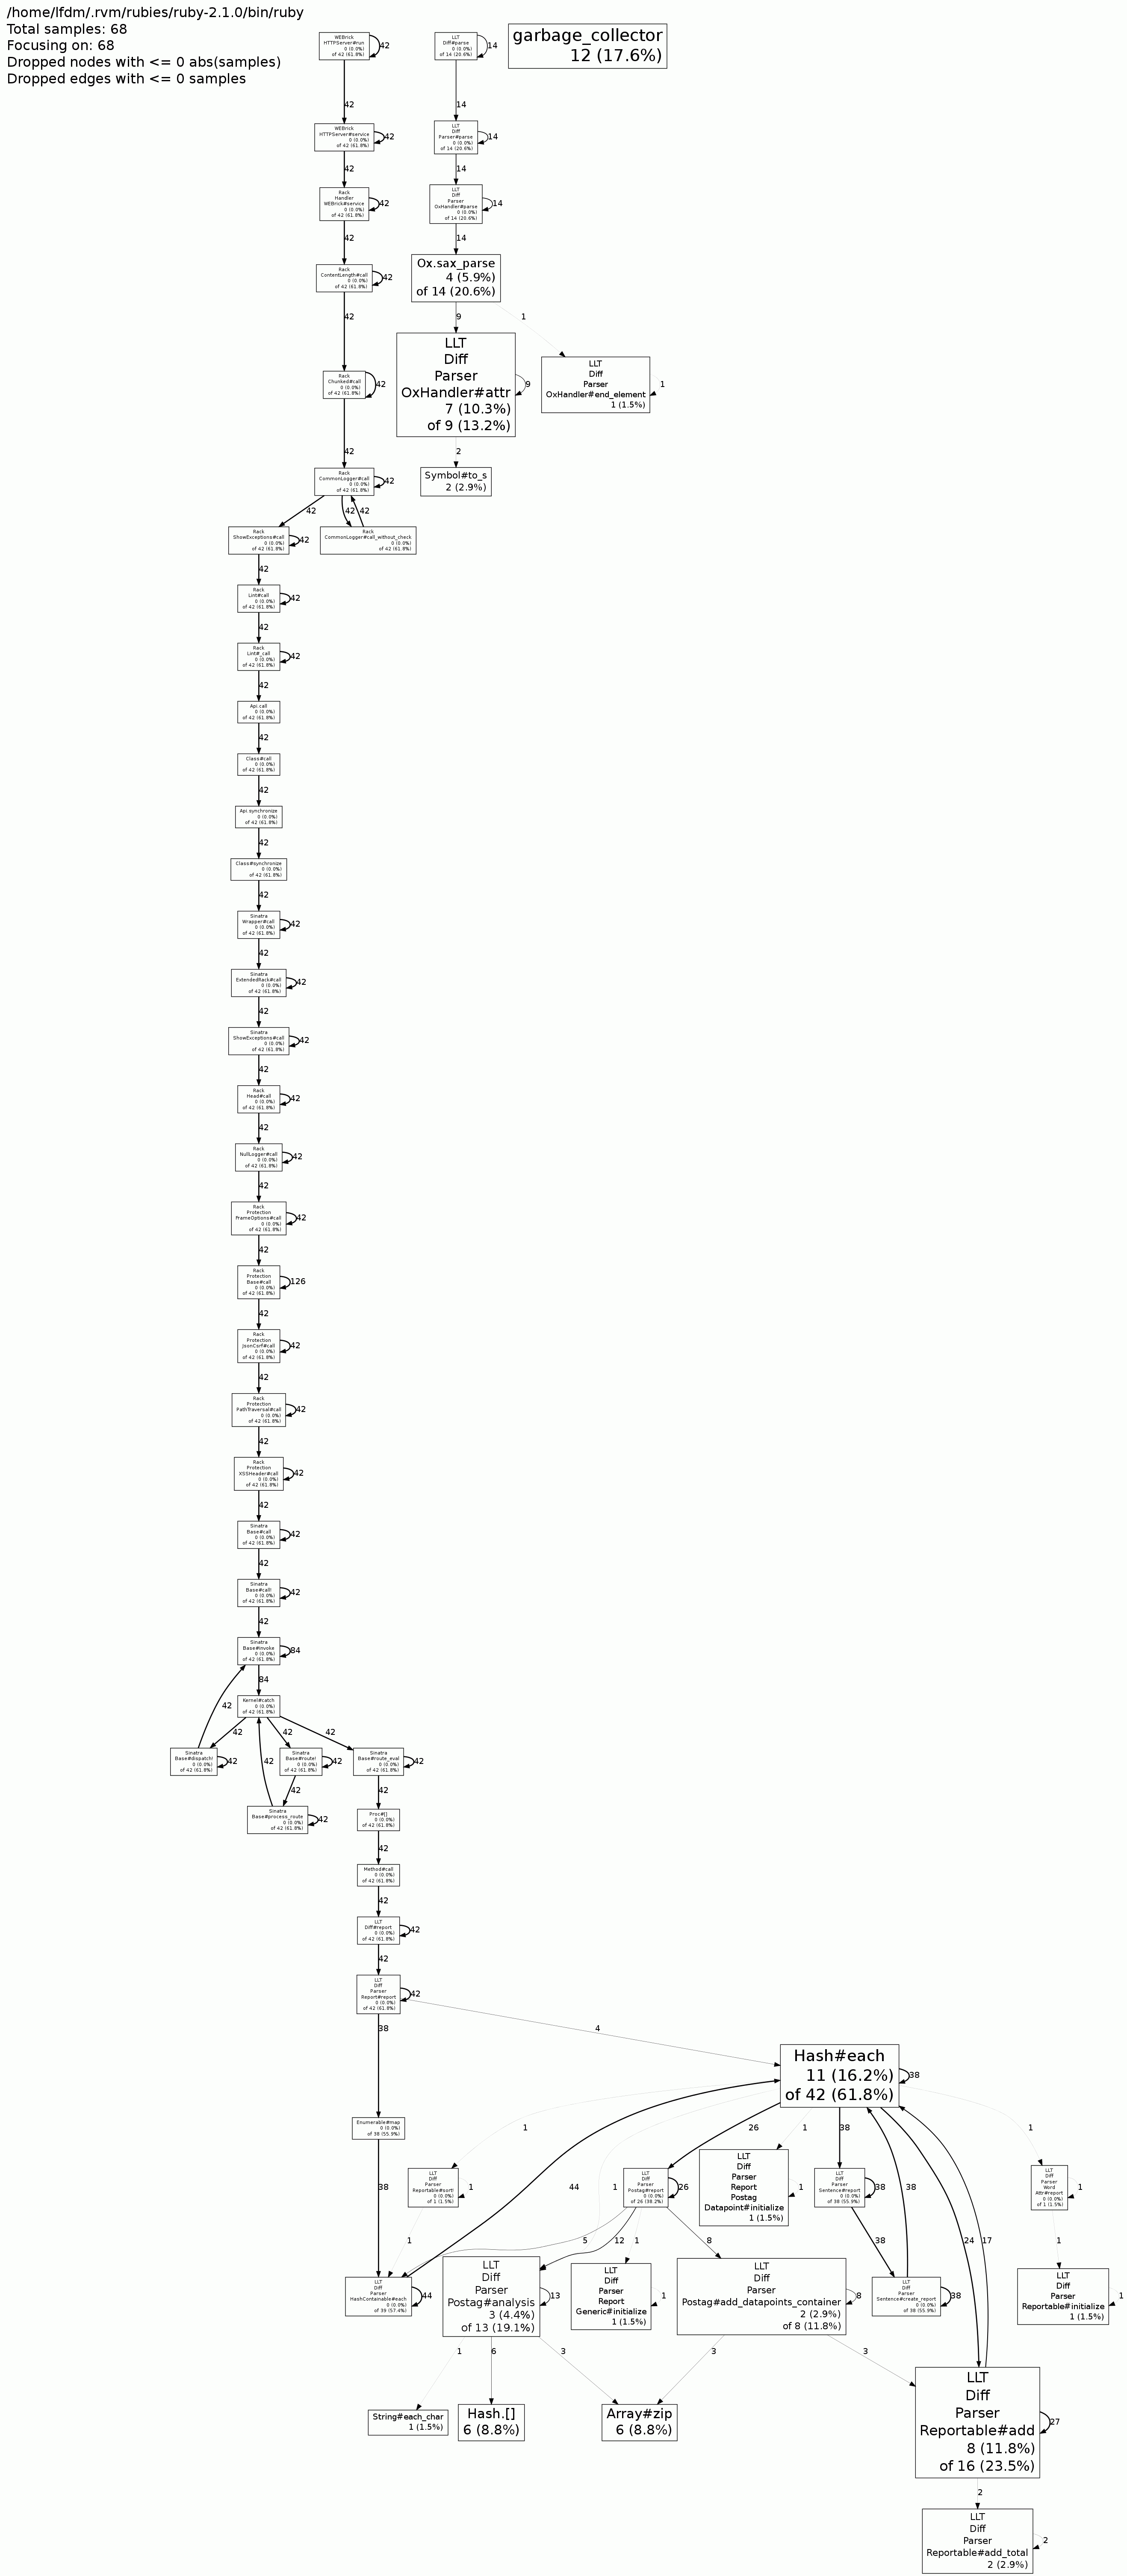 /home/lfdm/.rvm/rubies/ruby-2.1.0/bin/ruby
Total samples: 68
Focusing on: 68
Dropped nodes with <= 0 abs(samples)
Dropped edges with <= 0 samples
WEBrick
HTTPServer#run
0 (0.0%)
of 42 (61.8%)
42
LLT
Diff#parse
0 (0.0%)
of 14 (20.6%)
14
garbage_collector
12 (17.6%)
42
14
WEBrick
HTTPServer#service
0 (0.0%)
of 42 (61.8%)
42
LLT
Diff
Parser#parse
0 (0.0%)
of 14 (20.6%)
14
42
14
Rack
Handler
WEBrick#service
0 (0.0%)
of 42 (61.8%)
42
LLT
Diff
Parser
OxHandler#parse
0 (0.0%)
of 14 (20.6%)
14
42
14
Rack
ContentLength#call
0 (0.0%)
of 42 (61.8%)
42
Ox.sax_parse
4 (5.9%)
of 14 (20.6%)
42
9
1
Rack
Chunked#call
0 (0.0%)
of 42 (61.8%)
42
LLT
Diff
Parser
OxHandler#attr
7 (10.3%)
of 9 (13.2%)
9
LLT
Diff
Parser
OxHandler#end_element
1 (1.5%)
1
42
2
Rack
CommonLogger#call
0 (0.0%)
of 42 (61.8%)
42
Symbol#to_s
2 (2.9%)
42
42
42
Rack
ShowExceptions#call
0 (0.0%)
of 42 (61.8%)
42
Rack
CommonLogger#call_without_check
0 (0.0%)
of 42 (61.8%)
42
Rack
Lint#call
0 (0.0%)
of 42 (61.8%)
42
42
Rack
Lint#_call
0 (0.0%)
of 42 (61.8%)
42
42
Api.call
0 (0.0%)
of 42 (61.8%)
42
Class#call
0 (0.0%)
of 42 (61.8%)
42
Api.synchronize
0 (0.0%)
of 42 (61.8%)
42
Class#synchronize
0 (0.0%)
of 42 (61.8%)
42
Sinatra
Wrapper#call
0 (0.0%)
of 42 (61.8%)
42
42
Sinatra
ExtendedRack#call
0 (0.0%)
of 42 (61.8%)
42
42
Sinatra
ShowExceptions#call
0 (0.0%)
of 42 (61.8%)
42
42
Rack
Head#call
0 (0.0%)
of 42 (61.8%)
42
42
Rack
NullLogger#call
0 (0.0%)
of 42 (61.8%)
42
42
Rack
Protection
FrameOptions#call
0 (0.0%)
of 42 (61.8%)
42
42
Rack
Protection
Base#call
0 (0.0%)
of 42 (61.8%)
126
42
Rack
Protection
JsonCsrf#call
0 (0.0%)
of 42 (61.8%)
42
42
Rack
Protection
PathTraversal#call
0 (0.0%)
of 42 (61.8%)
42
42
Rack
Protection
XSSHeader#call
0 (0.0%)
of 42 (61.8%)
42
42
Sinatra
Base#call
0 (0.0%)
of 42 (61.8%)
42
42
Sinatra
Base#call!
0 (0.0%)
of 42 (61.8%)
42
42
Sinatra
Base#invoke
0 (0.0%)
of 42 (61.8%)
84
84
Kernel#catch
0 (0.0%)
of 42 (61.8%)
42
42
42
42
Sinatra
Base#dispatch!
0 (0.0%)
of 42 (61.8%)
42
42
Sinatra
Base#route!
0 (0.0%)
of 42 (61.8%)
42
Sinatra
Base#route_eval
0 (0.0%)
of 42 (61.8%)
42
42
42
Sinatra
Base#process_route
0 (0.0%)
of 42 (61.8%)
42
Proc#[]
0 (0.0%)
of 42 (61.8%)
42
Method#call
0 (0.0%)
of 42 (61.8%)
42
LLT
Diff#report
0 (0.0%)
of 42 (61.8%)
42
42
LLT
Diff
Parser
Report#report
0 (0.0%)
of 42 (61.8%)
42
38
4
Hash#each
11 (16.2%)
of 42 (61.8%)
38
Enumerable#map
0 (0.0%)
of 38 (55.9%)
1
26
1
38
1
38
LLT
Diff
Parser
Reportable#sort!
0 (0.0%)
of 1 (1.5%)
1
44
1
LLT
Diff
Parser
Postag#report
0 (0.0%)
of 26 (38.2%)
26
LLT
Diff
Parser
Report
Postag
Datapoint#initialize
1 (1.5%)
1
LLT
Diff
Parser
Sentence#report
0 (0.0%)
of 38 (55.9%)
38
38
LLT
Diff
Parser
Word
Attr#report
0 (0.0%)
of 1 (1.5%)
1
1
5
12
1
8
38
24
17
1
LLT
Diff
Parser
HashContainable#each
0 (0.0%)
of 39 (57.4%)
44
LLT
Diff
Parser
Postag#analysis
3 (4.4%)
of 13 (19.1%)
13
LLT
Diff
Parser
Report
Generic#initialize
1 (1.5%)
1
LLT
Diff
Parser
Postag#add_datapoints_container
2 (2.9%)
of 8 (11.8%)
8
LLT
Diff
Parser
Sentence#create_report
0 (0.0%)
of 38 (55.9%)
38
LLT
Diff
Parser
Reportable#initialize
1 (1.5%)
1
1
6
3
3
3
String#each_char
1 (1.5%)
Hash.[]
6 (8.8%)
Array#zip
6 (8.8%)
LLT
Diff
Parser
Reportable#add
8 (11.8%)
of 16 (23.5%)
27
2
LLT
Diff
Parser
Reportable#add_total
2 (2.9%)
2